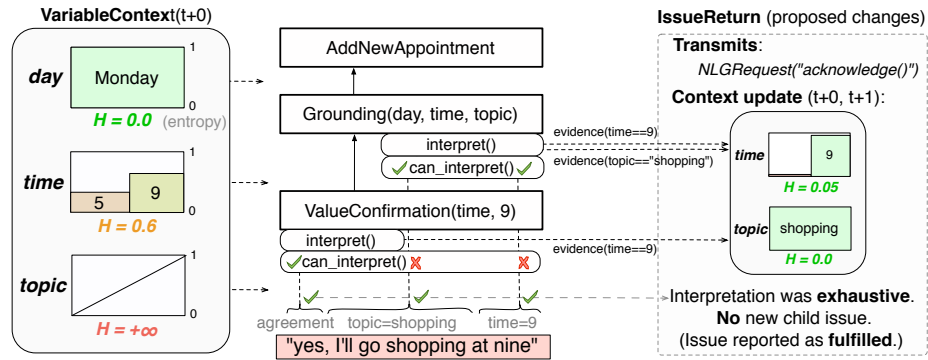 VariableContext(t+0)
day
Monday
1
0
H = 0.0 (entropy)
time
5
9
1
0
H = 0.6
topic
1
0
H = +∞
AddNewAppointment
Grounding(day, time, topic)
interpret()
can_interpret()
ValueConfirmation(time, 9)
interpret()
can_interpret()
agreement topic=shopping time=9
"yes, I'll go shopping at nine"
evidence(time==9)
evidence(topic=="shopping")
evidence(time==9)
IssueReturn (proposed changes)
Transmits:
NLGRequest("acknowledge()")
Context update (t+0, t+1):
time
9
H = 0.05
topic
shopping
H = 0.0
Interpretation was exhaustive.
No new child issue.
(Issue reported as fulfilled.)